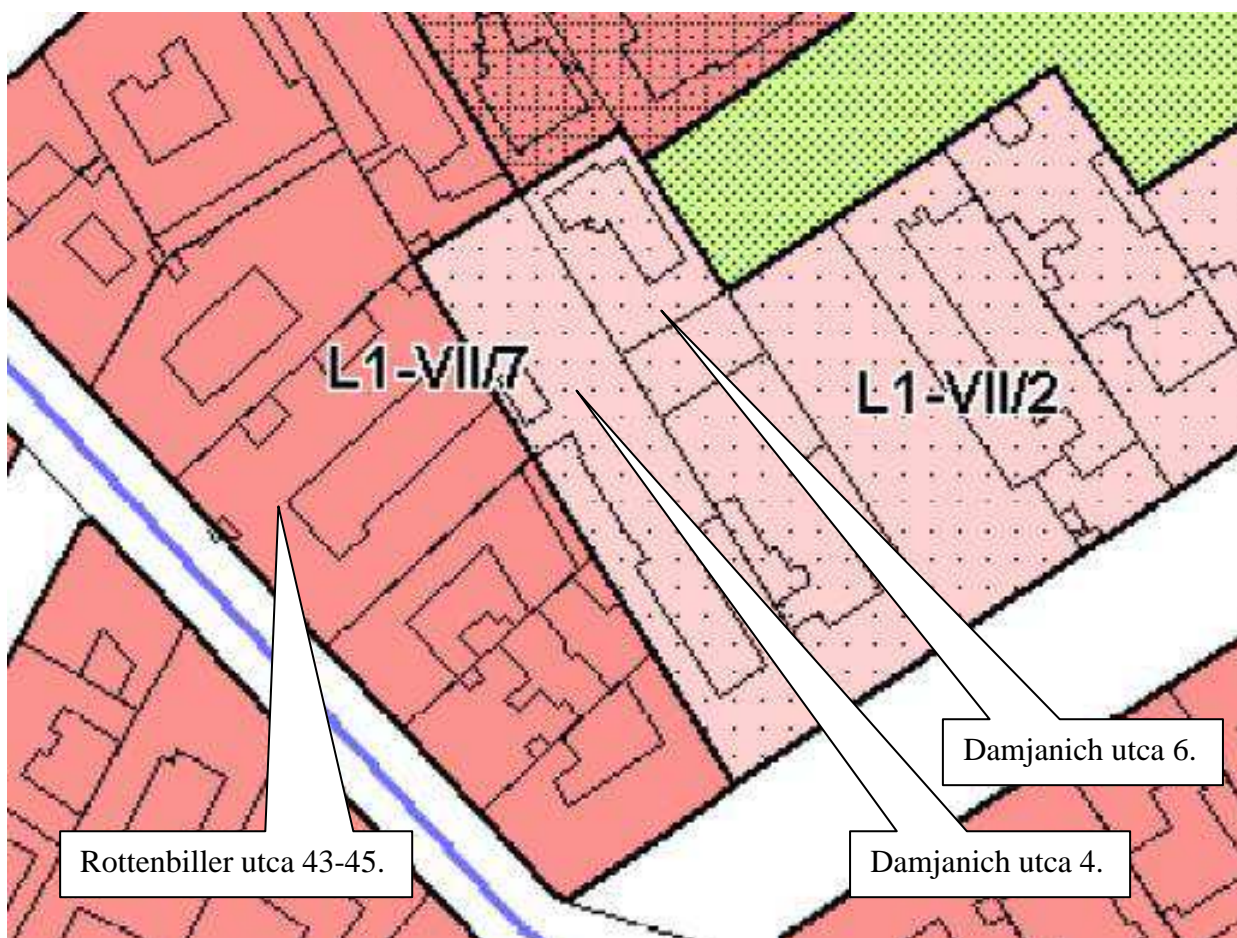 L1-VII/7
L1-VII/2
Damjanich utca 6.
Rottenbiller utca 43-45.
Damjanich utca 4.